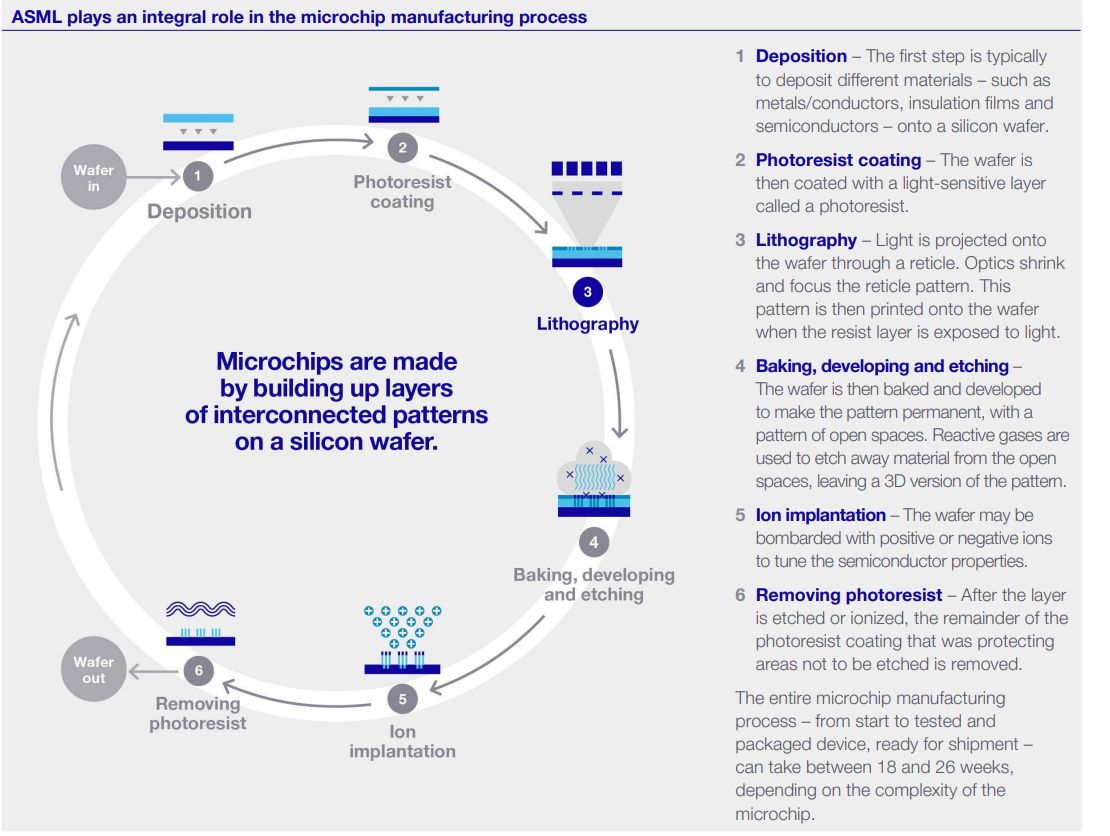 ASML plays an integral role in the microchip manufacturing process
Wafer
in
1
Deposition
2
Photoresist
coating
3
Lithography
Microchips are made
by building up layers
of interconnected patterns
on a silicon wafer.
4
Baking, developing
and etching
5
Ion
implantation
6
Removing
photoresist
Wafer
out
1 Deposition – The first step is typically
to deposit different materials – such as
metals/conductors, insulation films and
semiconductors – onto a silicon wafer.
2 Photoresist coating – The wafer is
then coated with a light-sensitive layer
called a photoresist.
3 Lithography – Light is projected onto
the wafer through a reticle. Optics shrink
and focus the reticle pattern. This
pattern is then printed onto the wafer
when the resist layer is exposed to light.
4 Baking, developing and etching –
The wafer is then baked and developed
to make the pattern permanent, with a
pattern of open spaces. Reactive gases are
used to etch away material from the open
spaces, leaving a 3D version of the pattern.
5 Ion implantation – The wafer may be
bombarded with positive or negative ions
to tune the semiconductor properties.
6 Removing photoresist – After the layer
is etched or ionized, the remainder of the
photoresist coating that was protecting
areas not to be etched is removed.
The entire microchip manufacturing
process – from start to tested and
packaged device, ready for shipment –
can take between 18 and 26 weeks,
depending on the complexity of the
microchip.